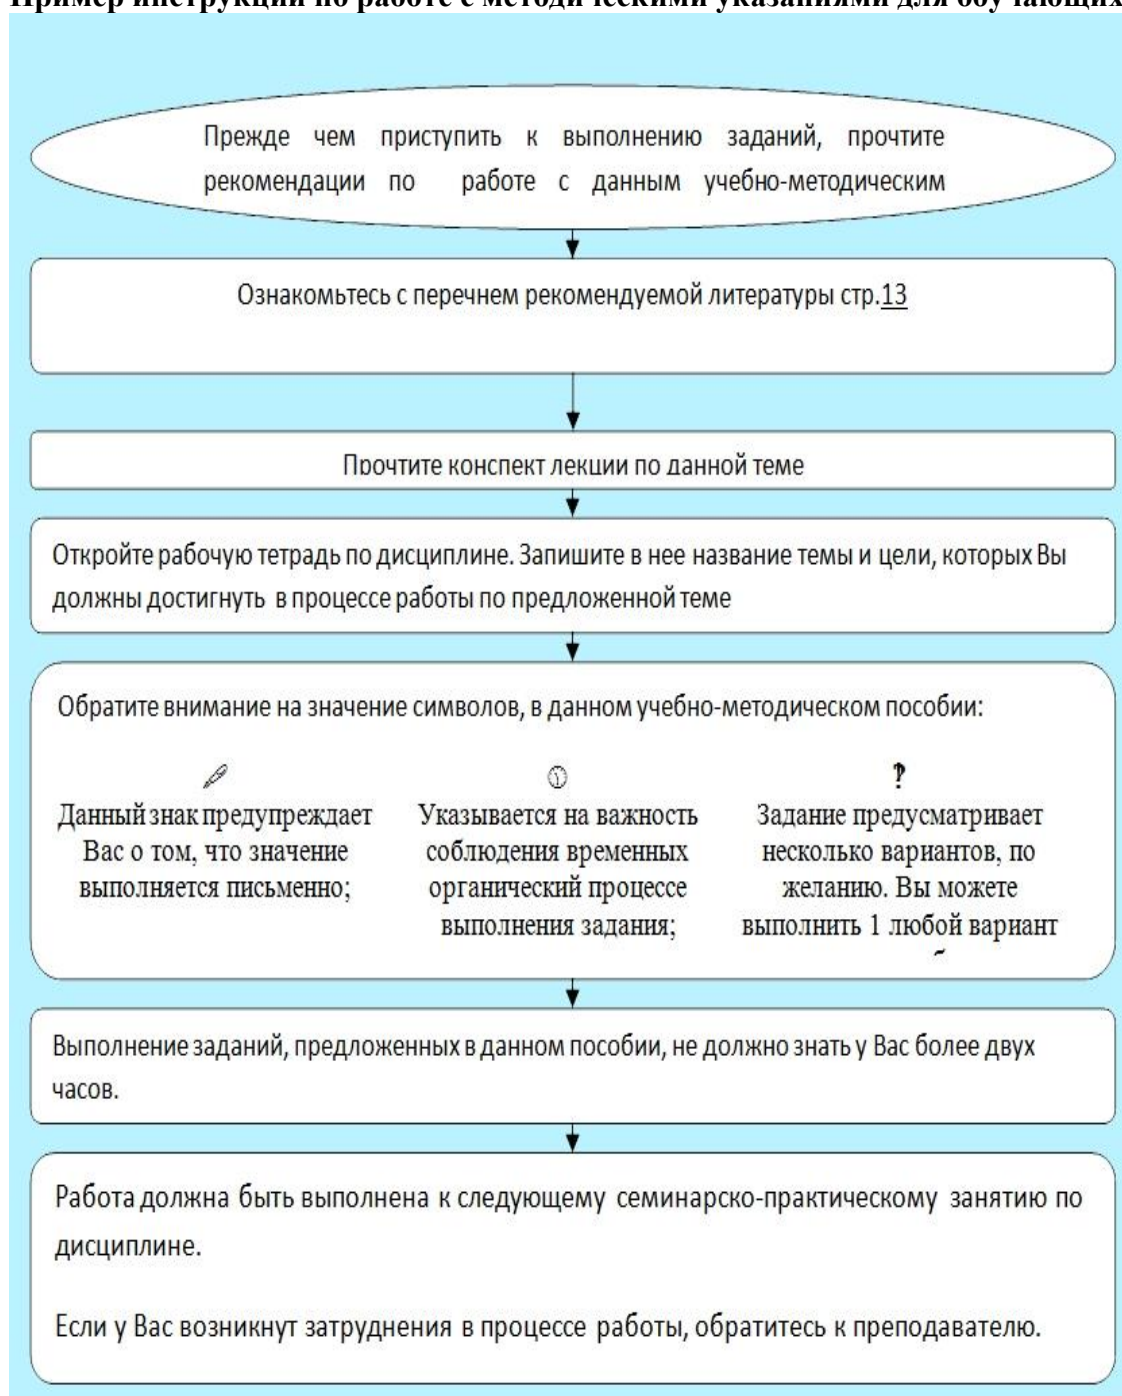 Пример инструкции по работе с методическими указаниями для обучающих
Прежде чем приступить к выполнению заданий, прочтите
рекомендации по работе с данным учебно-методическим
Ознакомьтесь с перечнем рекомендуемой литературы стр.13
Прочтите конспект лекции по данной теме
Откройте рабочую тетрадь по дисциплине. Запишите в нее название темы и цели, которых Вы
должны достигнуть в процессе работы по предложенной теме
Обратите внимание на значение символов, в данном учебно-методическом пособии:
Данный знак предупреждает
Вас о том, что значение
выполняется письменно;
Указывается на важность
соблюдения временных
органический процессе
выполнения задания;
?
Задание предусматривает
несколько вариантов, по
желанию. Вы можете
выполнить 1 любой вариант
Выполнение заданий, предложенных в данном пособии, не должно знать у Вас более двух
часов.
Работа должна быть выполнена к следующему семинарско-практическому занятию по
дисциплине.
Если у Вас возникнут затруднения в процессе работы, обратитесь к преподавателю.